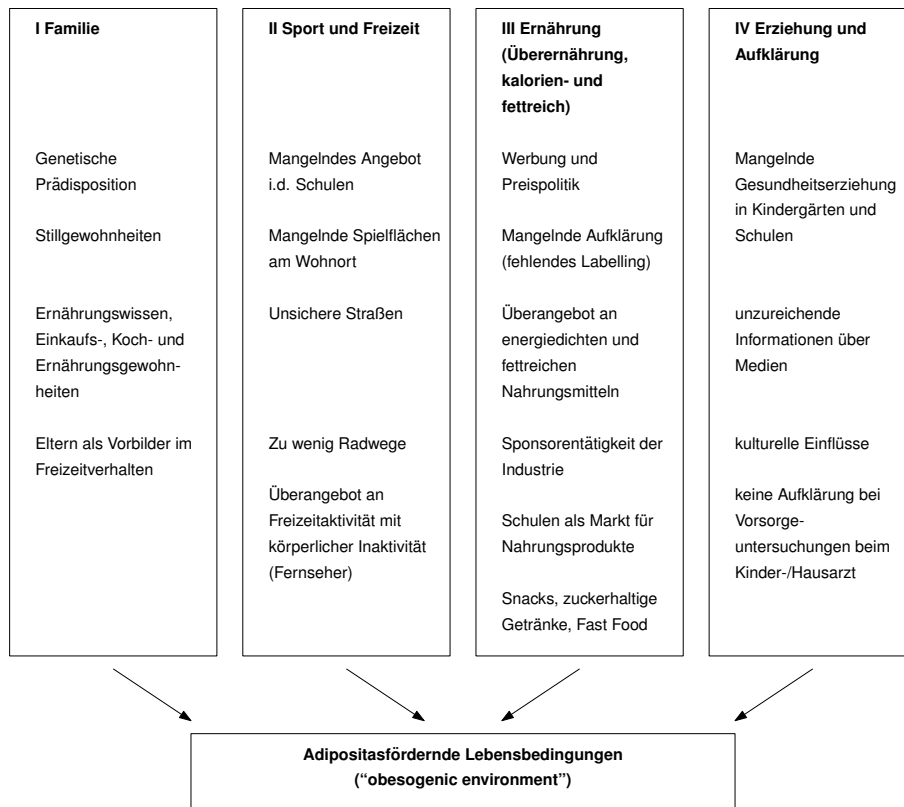 I Familie
Genetische
Prädisposition
Stillgewohnheiten
Ernährungswissen,
Einkaufs-, Koch- und
Ernährungsgewohn-
heiten
Eltern als Vorbilder im
Freizeitverhalten
II Sport und Freizeit
Mangelndes Angebot
i.d. Schulen
Mangelnde Spielflächen
am Wohnort
Unsichere Straßen
Zu wenig Radwege
Überangebot an
Freizeitaktivität mit
körperlicher Inaktivität
(Fernseher)
III Ernährung
(Überernährung,
kalorien- und
fettreich)
Werbung und
Preispolitik
Mangelnde Aufklärung
(fehlendes Labelling)
Überangebot an
energiedichten und
fettreichen
Nahrungsmitteln
Sponsorentätigkeit der
Industrie
Schulen als Markt für
Nahrungsprodukte
Snacks, zuckerhaltige
Getränke, Fast Food
IV Erziehung und
Aufklärung
Mangelnde
Gesundheitserziehung
in Kindergärten und
Schulen
unzureichende
Informationen über
Medien
kulturelle Einflüsse
keine Aufklärung bei
Vorsorge-
untersuchungen beim
Kinder-/Hausarzt
Adipositasfördernde Lebensbedingungen
(“obesogenic environment”)